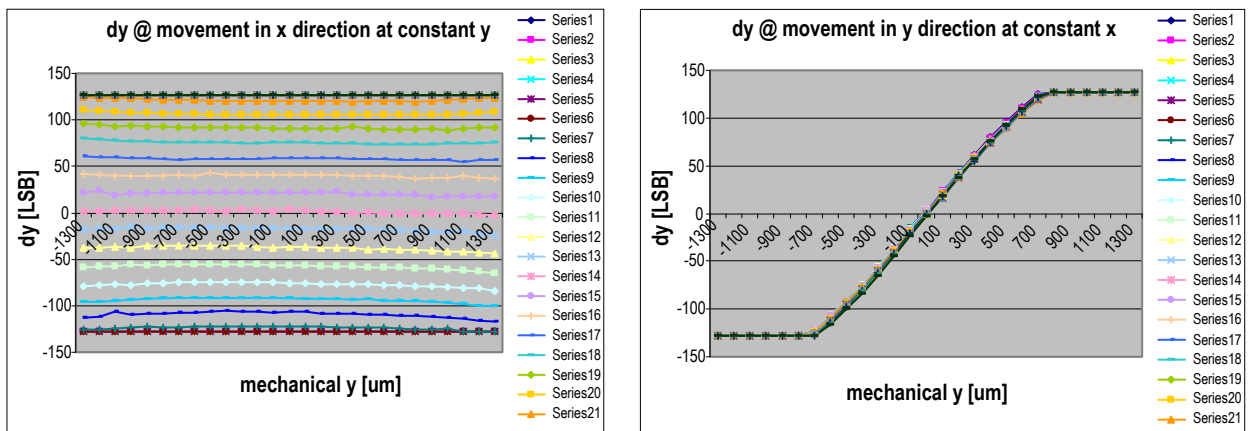 dy @ movement in x direction at constant y
150
100
50
0
-50
-100
-150
dy [LSB]
-1300
-1100
-900
-700
-500
-300
-100
100
300
500
700
900
1100
1300
mechanical y [um]
Series1
Series2
Series3
Series4
Series5
Series6
Series7
Series8
Series9
Series10
Series11
Series12
Series13
Series14
Series15
Series16
Series17
Series18
Series19
Series20
Series21
dy @ movement in y direction at constant x
150
100
50
0
-50
-100
-150
dy [LSB]
-1300
-1100
-900
-700
-500
-300
-100
100
300
500
700
900
1100
1300
mechanical y [um]
Series1
Series2
Series3
Series4
Series5
Series6
Series7
Series8
Series9
Series10
Series11
Series12
Series13
Series14
Series15
Series16
Series17
Series18
Series19
Series20
Series21